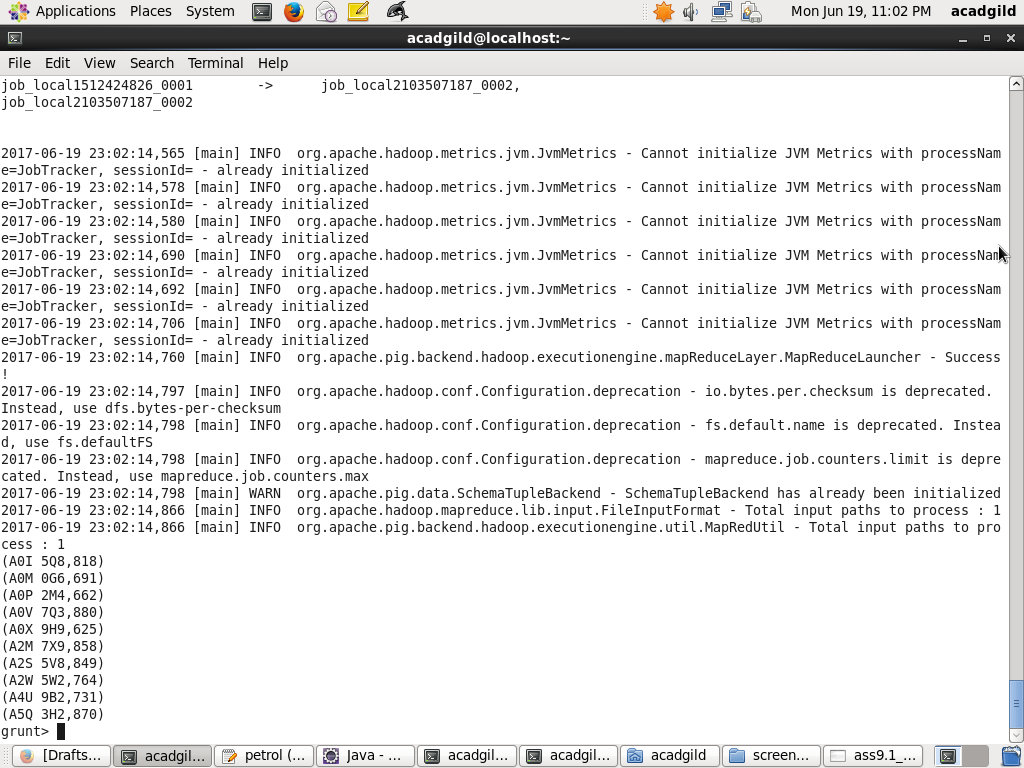 Applications Places System Mon Jun 19, 11:02 PM acadgild
acadgild@localhost:~
File Edit View Search Terminal Help
job_local1512424826_0001 -> job_local2103507187_0002,
job_local2103507187_0002
2017-06-19 23:02:14,565 [main] INFO org.apache.hadoop.metrics.jvm.JvmMetrics - Cannot initialize JVM Metrics with processNam
e=JobTracker, sessionId= - already initialized
2017-06-19 23:02:14,578 [main] INFO org.apache.hadoop.metrics.jvm.JvmMetrics - Cannot initialize JVM Metrics with processNam
e=JobTracker, sessionId= - already initialized
2017-06-19 23:02:14,580 [main] INFO org.apache.hadoop.metrics.jvm.JvmMetrics - Cannot initialize JVM Metrics with processNam
e=JobTracker, sessionId= - already initialized
2017-06-19 23:02:14,690 [main] INFO org.apache.hadoop.metrics.jvm.JvmMetrics - Cannot initialize JVM Metrics with processNam
e=JobTracker, sessionId= - already initialized
2017-06-19 23:02:14,692 [main] INFO org.apache.hadoop.metrics.jvm.JvmMetrics - Cannot initialize JVM Metrics with processNam
e=JobTracker, sessionId= - already initialized
2017-06-19 23:02:14,706 [main] INFO org.apache.hadoop.metrics.jvm.JvmMetrics - Cannot initialize JVM Metrics with processNam
e=JobTracker, sessionId= - already initialized
2017-06-19 23:02:14,760 [main] INFO org.apache.pig.backend.hadoop.executionengine.mapReduceLayer.MapReduceLauncher - Success
!
2017-06-19 23:02:14,797 [main] INFO org.apache.hadoop.conf.Configuration.deprecation - io.bytes.per.checksum is deprecated.
Instead, use dfs.bytes-per-checksum
2017-06-19 23:02:14,798 [main] INFO org.apache.hadoop.conf.Configuration.deprecation - fs.default.name is deprecated. Instea
d, use fs.defaultFS
2017-06-19 23:02:14,798 [main] INFO org.apache.hadoop.conf.Configuration.deprecation - mapreduce.job.counters.limit is depre
cated. Instead, use mapreduce.job.counters.max
2017-06-19 23:02:14,798 [main] WARN org.apache.pig.data.SchemaTupleBackend - SchemaTupleBackend has already been initialized
2017-06-19 23:02:14,866 [main] INFO org.apache.hadoop.mapreduce.lib.input.FileInputFormat - Total input paths to process : 1
2017-06-19 23:02:14,866 [main] INFO org.apache.pig.backend.hadoop.executionengine.util.MapRedUtil - Total input paths to pro
cess : 1
(A0I 5Q8,818)
(A0M 0G6,691)
(A0P 2M4,662)
(A0V 7Q3,880)
(A0X 9H9,625)
(A2M 7X9,858)
(A2S 5V8,849)
(A2W 5W2,764)
(A4U 9B2,731)
(A5Q 3H2,870)
grunt>
[Drafts... acadgil... petrol (... Java - ... acadgil... acadgil... acadgild screen... ass9.1_...